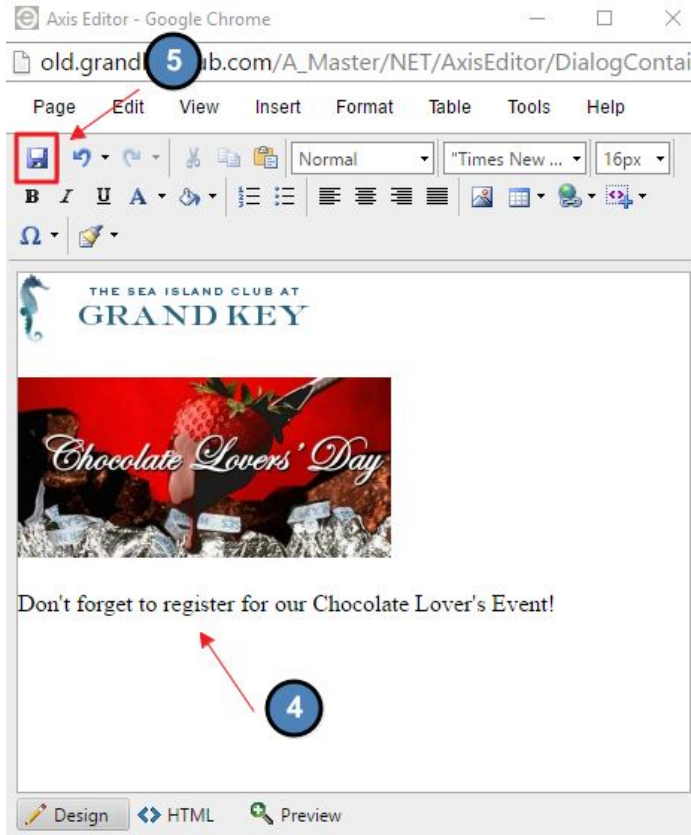 Axis Editor - Google Chrome
5
old.grand ub.com/A_Master/NET/AxisEditor/DialogContai
Page Edit View Insert Format Table Tools Help
Normal "Times New ... 16px
B I U A
Ω
THE SEA ISLAND CLUB AT
GRAND KEY
Chocolate Lovers' Day
Don't forget to register for our Chocolate Lover's Event!
4
Design HTML Preview